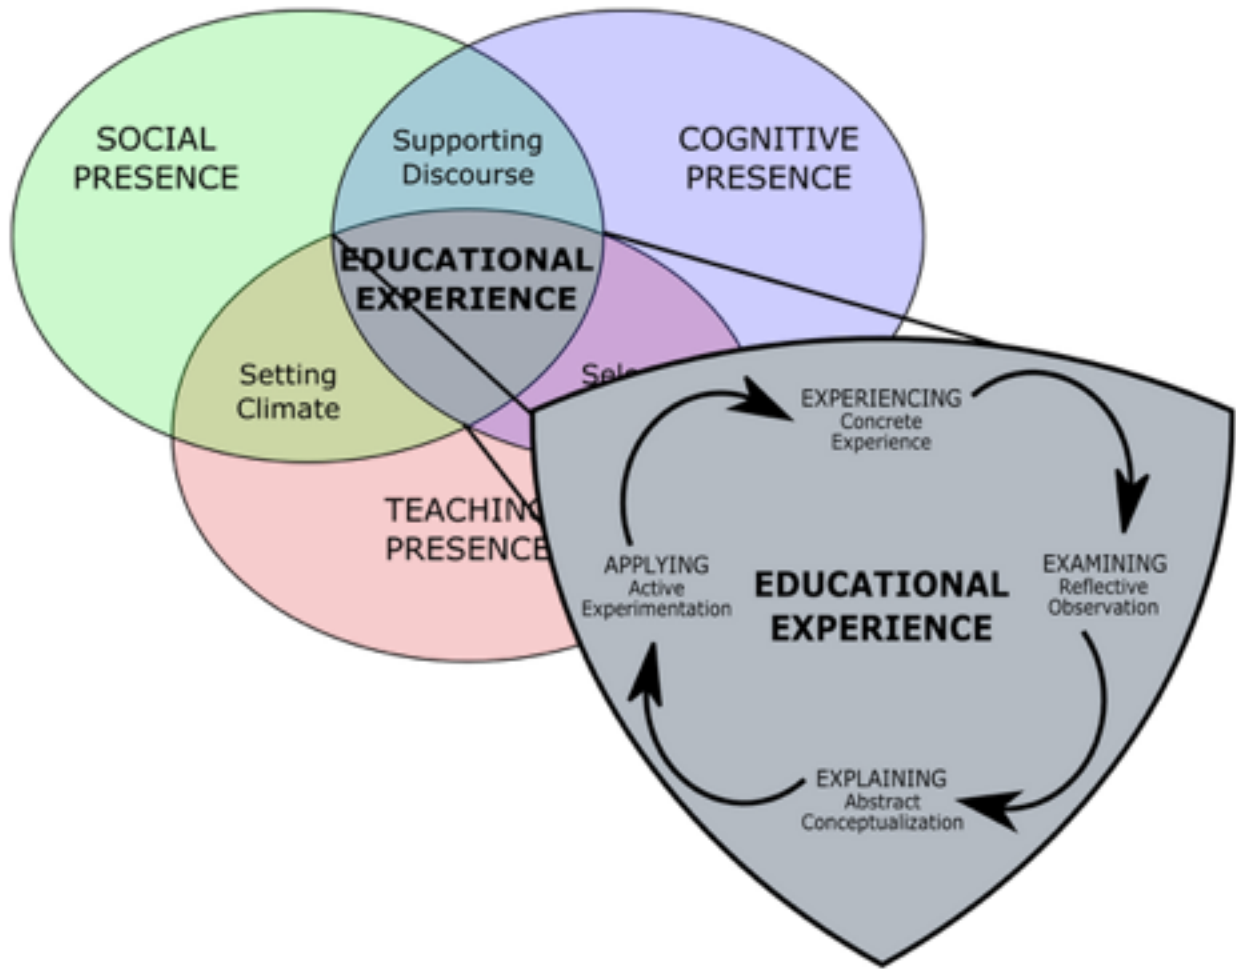 SOCIAL
PRESENCE
Supporting
Discourse
COGNITIVE
PRESENCE
EDUCATIONAL
EXPERIENCE
Setting
Climate
TEACHING
PRESENCE
EXPERIENCING
Concrete
Experience
APPLYING
Active
Experimentation
EDUCATIONAL
EXPERIENCE
EXAMINING
Reflective
Observation
EXPLAINING
Abstract
Conceptualization